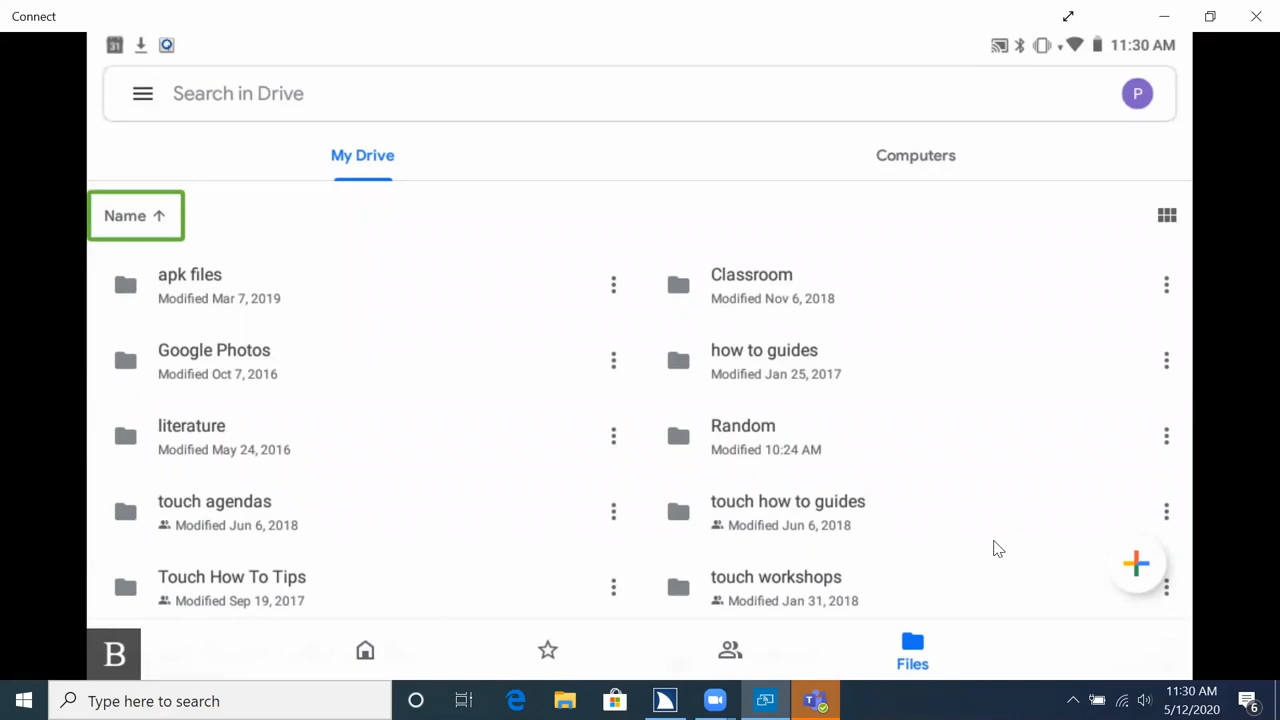 Connect
31
11:30 AM
Search in Drive
P
My Drive
Computers
Name
apk files
Modified Mar 7, 2019
Classroom
Modified Nov 6, 2018
Google Photos
Modified Oct 7, 2016
how to guides
Modified Jan 25, 2017
literature
Modified May 24, 2016
Random
Modified 10:24 AM
touch agendas
Modified Jun 6, 2018
touch how to guides
Modified Jun 6, 2018
Touch How To Tips
Modified Sep 19, 2017
touch workshops
Modified Jan 31, 2018
B
Files
Type here to search
11:30 AM
5/12/2020
6